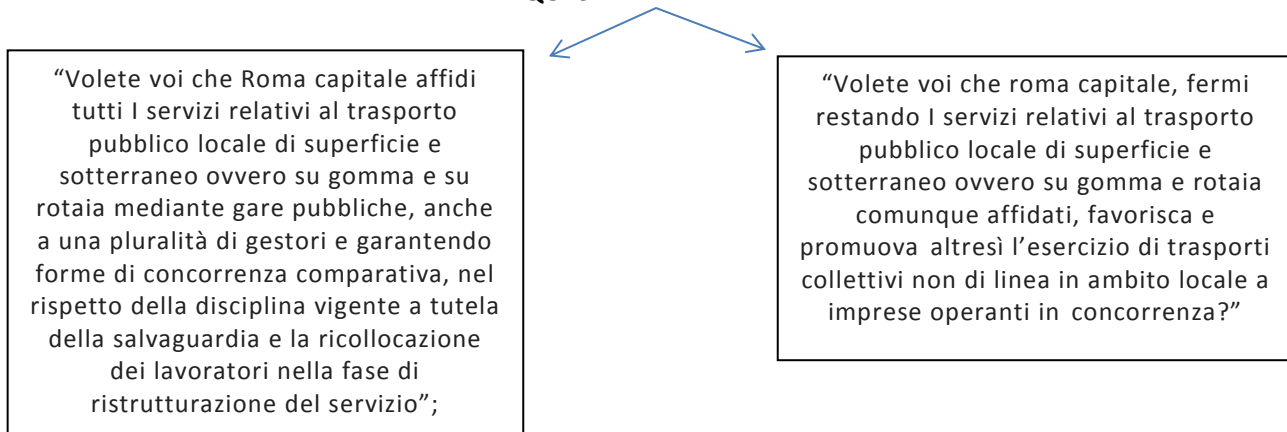 “Volete voi che Roma capitale affidi
tutti I servizi relativi al trasporto
pubblico locale di superficie e
sotterraneo ovvero su gomma e su
rotaia mediante gare pubbliche, anche
a una pluralità di gestori e garantendo
forme di concorrenza comparativa, nel
rispetto della disciplina vigente a tutela
della salvaguardia e la ricollocazione
dei lavoratori nella fase di
ristrutturazione del servizio”;
“Volete voi che roma capitale, fermi
restando I servizi relativi al trasporto
pubblico locale di superficie e
sotterraneo ovvero su gomma e rotaia
comunque affidati, favorisca e
promuova altresì l’esercizio di trasporti
collettivi non di linea in ambito locale a
imprese operanti in concorrenza?”